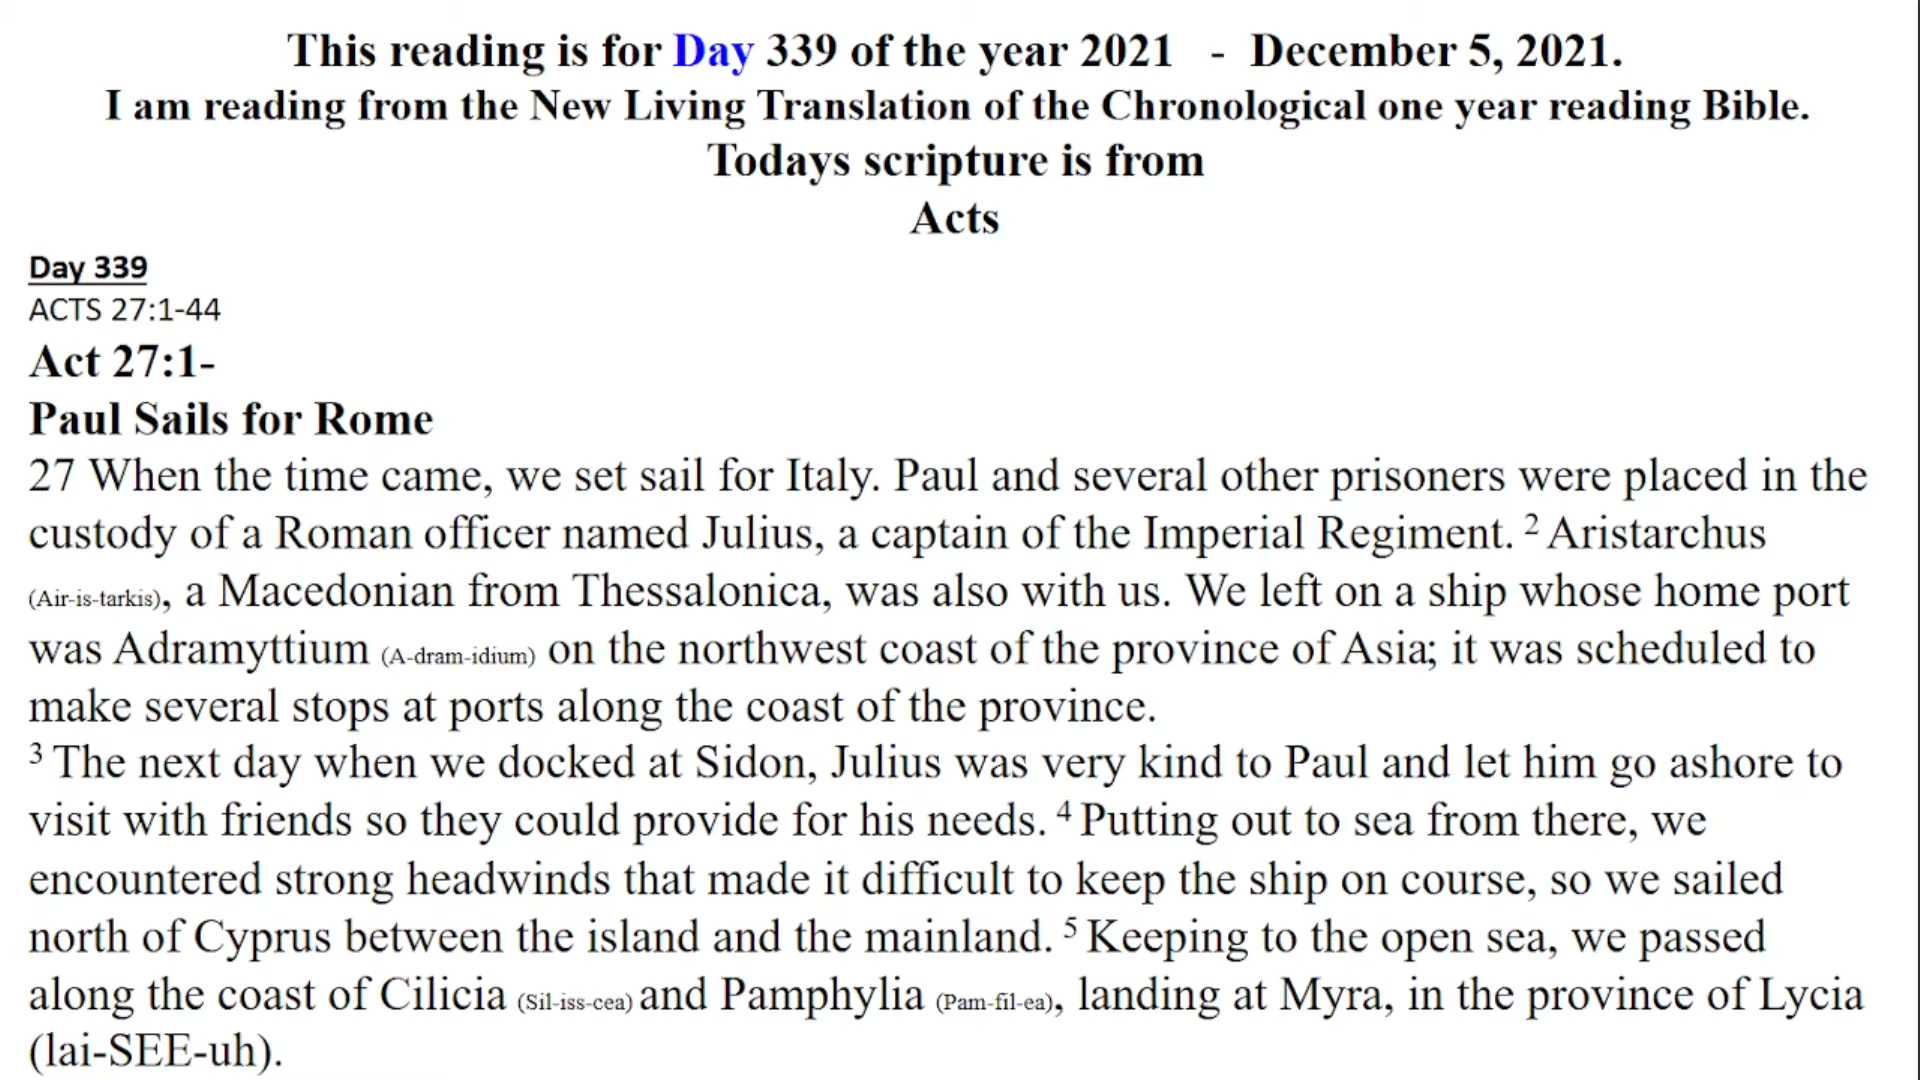 This reading is for Day 339 of the year 2021 - December 5, 2021.
I am reading from the New Living Translation of the Chronological one year reading Bible.
Todays scripture is from
Acts
Day 339
ACTS 27:1-44
Act 27:1-
Paul Sails for Rome
27 When the time came, we set sail for Italy. Paul and several other prisoners were placed in the
custody of a Roman officer named Julius, a captain of the Imperial Regiment. 2 Aristarchus
(Air-is-tarkis), a Macedonian from Thessalonica, was also with us. We left on a ship whose home port
was Adramyttium (A-dram-idium) on the northwest coast of the province of Asia; it was scheduled to
make several stops at ports along the coast of the province.
3 The next day when we docked at Sidon, Julius was very kind to Paul and let him go ashore to
visit with friends so they could provide for his needs. 4 Putting out to sea from there, we
encountered strong headwinds that made it difficult to keep the ship on course, so we sailed
north of Cyprus between the island and the mainland. 5 Keeping to the open sea, we passed
along the coast of Cilicia (Sil-iss-cea) and Pamphylia (Pam-fil-ea), landing at Myra, in the province of Lycia
(lai-SEE-uh).